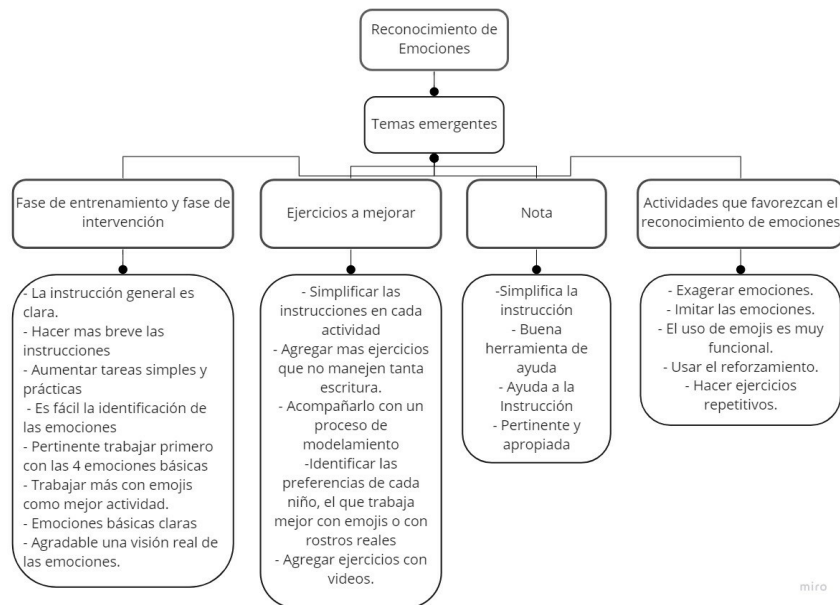 Reconocimiento de
Emociones
Temas emergentes
Fase de entrenamiento y fase de
intervención
- La instrucción general es
clara.
- Hacer mas breve las
instrucciones
- Aumentar tareas simples y
prácticas
- Es fácil la identificación de
las emociones
- Pertinente trabajar primero
con las 4 emociones básicas
- Trabajar más con emojis
como mejor actividad.
- Emociones básicas claras
- Agradable una visión real de
las emociones.
Ejercicios a mejorar
- Simplificar las
instrucciones en cada
actividad
- Agregar mas ejercicios
que no manejen tanta
escritura.
- Acompañarlo con un
proceso de
modelamiento
-Identificar las
preferencias de cada
niño, el que trabaja
mejor con emojis o con
rostros reales
- Agregar ejercicios con
videos.
Nota
-Simplifica la
instrucción
- Buena
herramienta de
ayuda
- Ayuda a la
Instrucción
- Pertinente y
apropiada
Actividades que favorezcan el
reconocimiento de emociones
- Exagerar emociones.
- Imitar las emociones.
- El uso de emojis es muy
funcional.
- Usar el reforzamiento.
- Hacer ejercicios
repetitivos.
miro